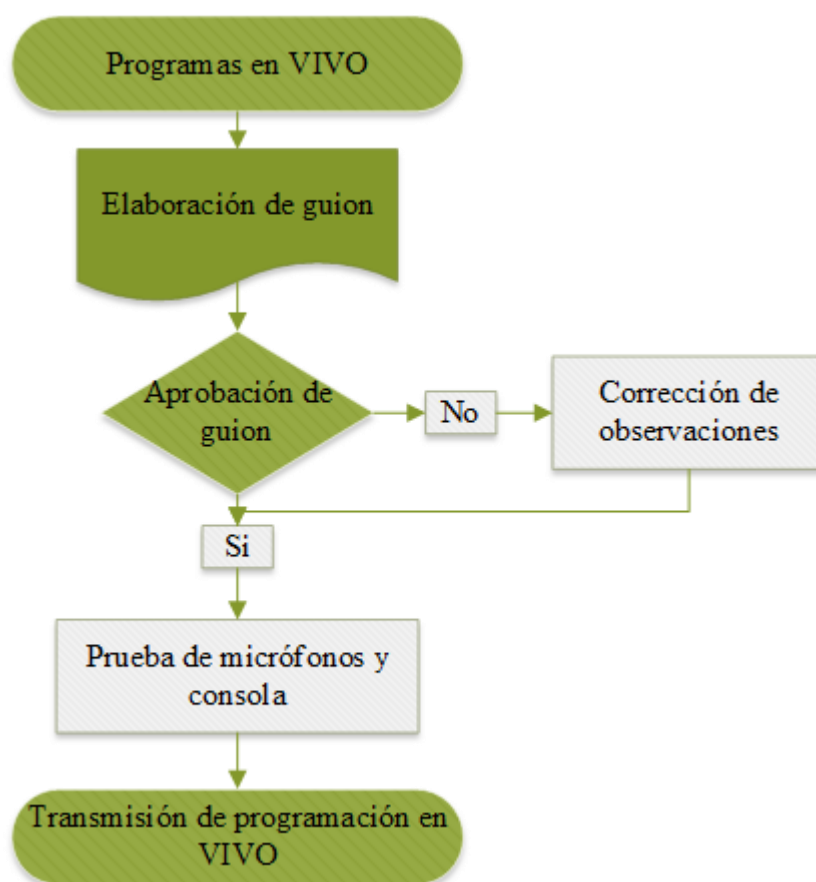 Programas en VIVO
Elaboración de guion
Aprobación de
guion
No
Corrección de
observaciones
Si
Prueba de micrófonos y
consola
Transmisión de programación en
VIVO